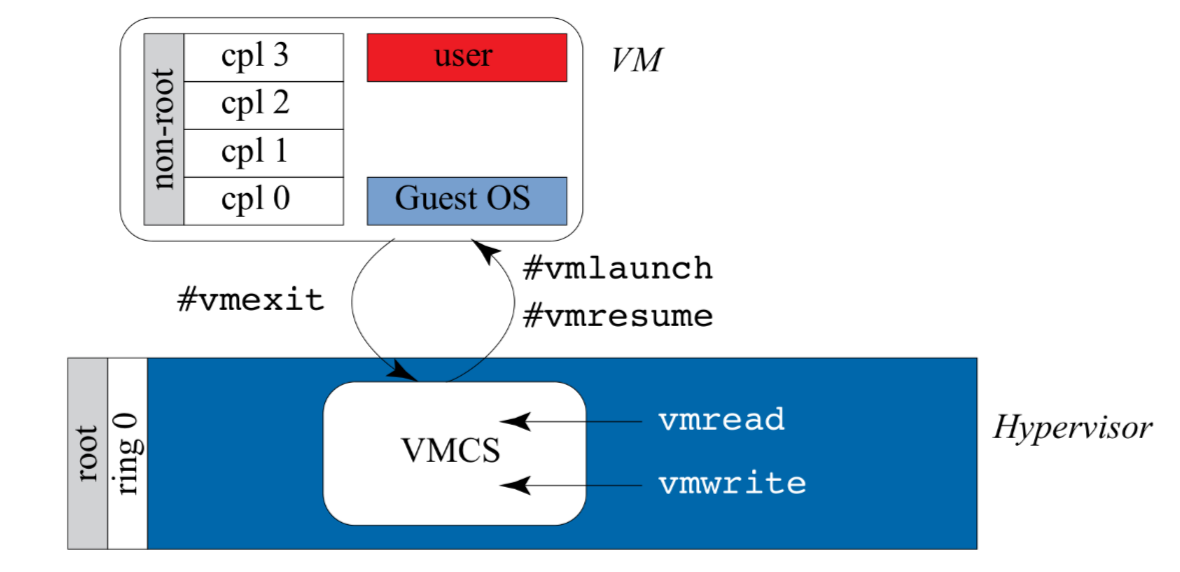 cpl 3
user
VM
cpl 2
non-root
cpl 1
cpl 0
Guest OS
#vmlaunch
#vmexit
#vmresume
root
ring 0
VMCS
vmread
vmwrite
Hypervisor